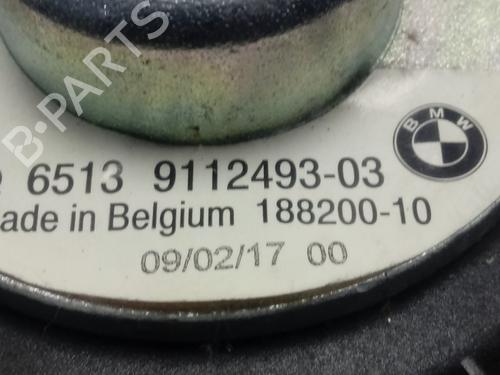 B-PARTS
BMW
6513 9112493-03
ade in Belgium 188200-10
09/02/17 00